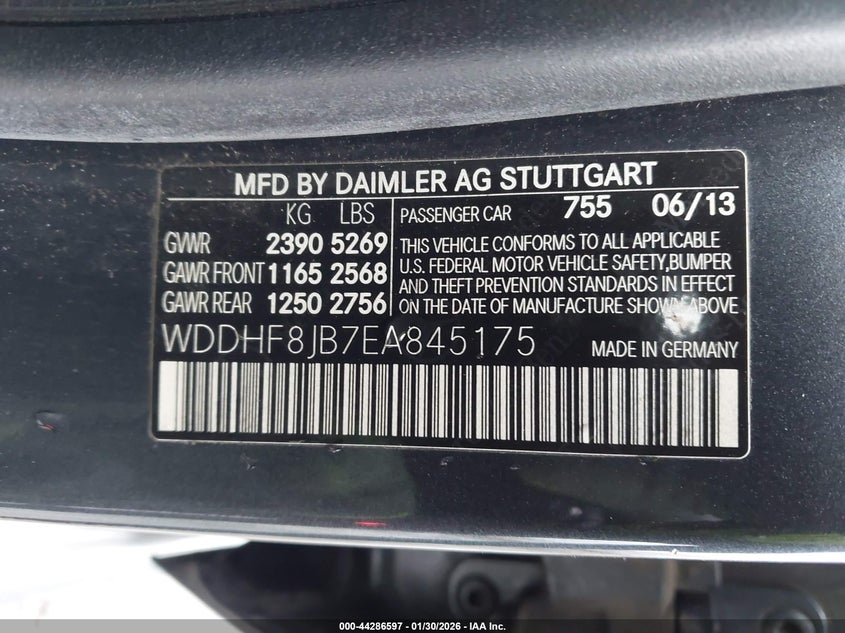 MFD BY DAIMLER AG STUTTGART
KG LBS
GVWR 2390 5269
GAWR FRONT 1165 2568
GAWR REAR 1250 2756
PASSENGER CAR 755 06/13
THIS VEHICLE CONFORMS TO ALL APPLICABLE
U.S. FEDERAL MOTOR VEHICLE SAFETY,BUMPER
AND THEFT PREVENTION STANDARDS IN EFFECT
ON THE DATE OF MANUFACTURE SHOWN ABOVE
WDDHF8JB7EA845175 MADE IN GERMANY
000-44286597 - 01/30/2026 - IAA Inc.